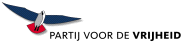 PARTIJ VOOR DE VRIJHEID